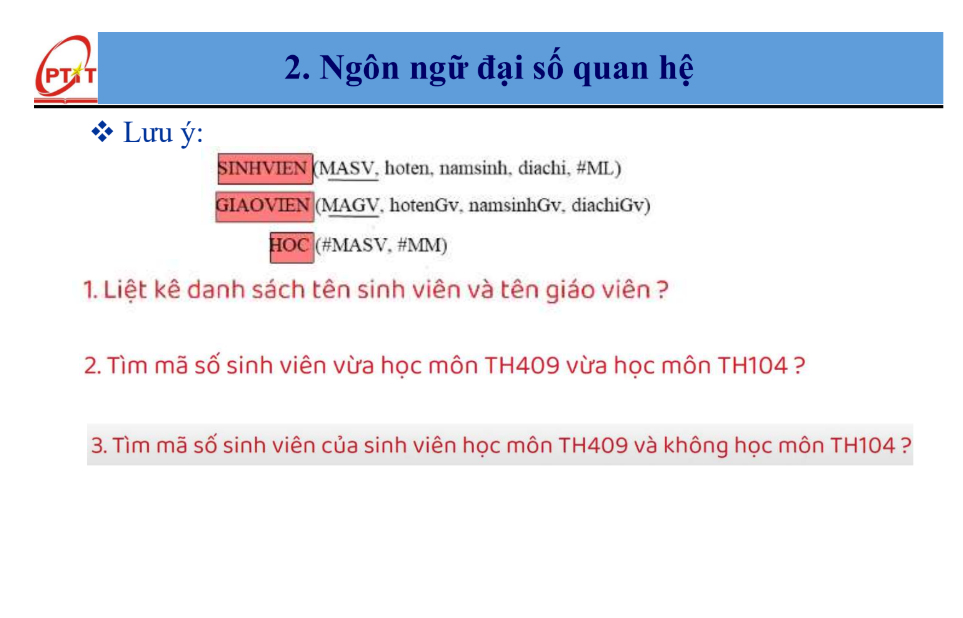 PTIT
2. Ngôn ngữ đại số quan hệ
❖ Lưu ý:
SINHVIEN (MASV, hoten, namsinh, diachi, #ML)
GIAOVIEN (MAGV, hotenGv, namsinhGv, diachiGv)
HOC (#MASV, #MM)
1. Liệt kê danh sách tên sinh viên và tên giáo viên ?
2. Tìm mã số sinh viên vừa học môn TH409 vừa học môn TH104 ?
3. Tìm mã số sinh viên của sinh viên học môn TH409 và không học môn TH104 ?